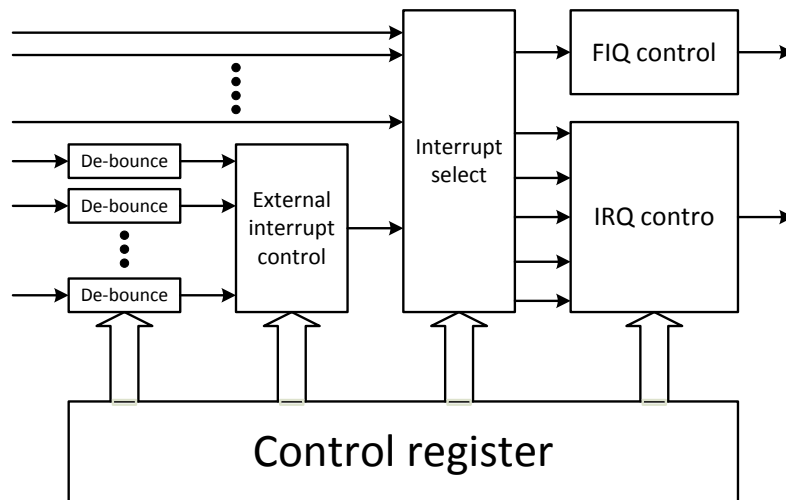 FIQ control
De-bounce
De-bounce
De-bounce
External
interrupt
control
Interrupt
select
IRQ contro
Control register